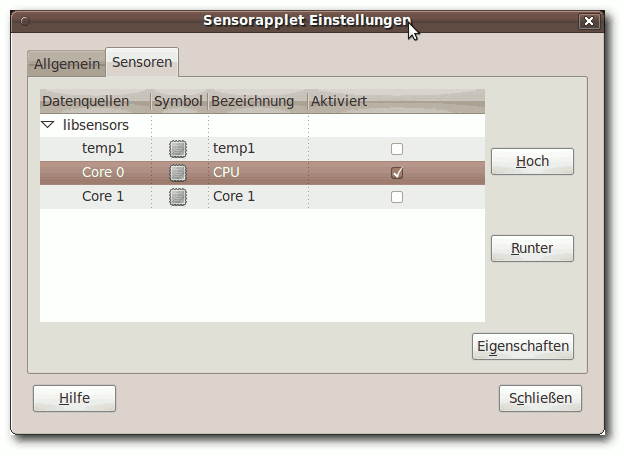 Sensorapplet Einstellungen
Allgemein Sensoren
Datenquellen Symbol Bezeichnung Aktiviert
libsensors
temp1 temp1
Core 0 CPU
Core 1 Core 1
Hoch
Runter
Eigenschaften
Hilfe Schließen